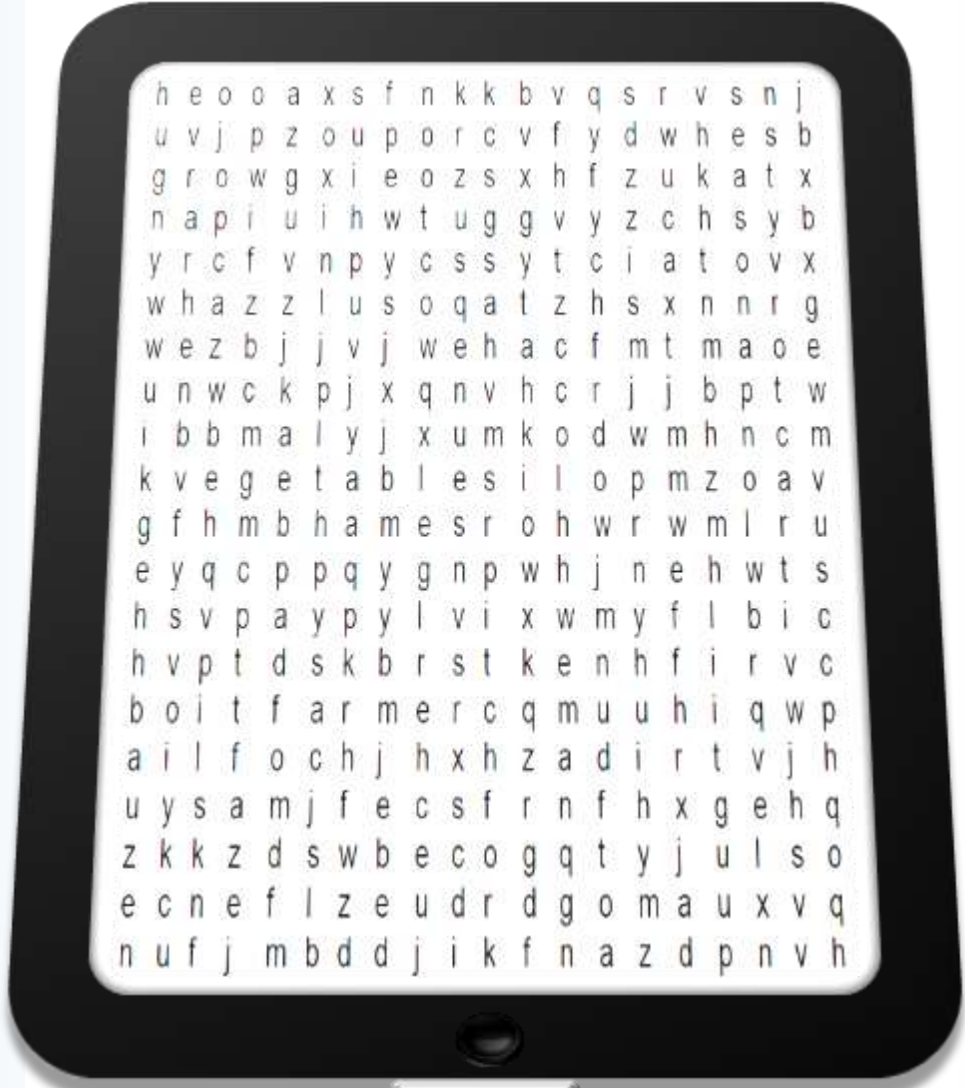 h e o o a x s f n k k b v q s r v s n j
u v j p z o u p o r c v f y d w h e s b
g r o w g x i e o z s x h f z u k a t x
n a p i u i h w t u g g v y z c h s y b
y r c f v n p y c s s y t c i a t o v x
w h a z z l u s o q a t z h s x n n r g
w e z b j j v j w e h a c f m t m a o e
u n w c k p j x q n v h c r j j b p t w
i b b m a l y j x u m k o d w m h n c m
k v e g e t a b l e s i l o p m z o a v
g f h m b h a m e s r o h w r w m l r u
e y q c p p q y g n p w h j n e h w t s
h s v p a y p y l v i x w m y f l b i c
h v p t d s k b r s t k e n h f i r v c
b o i t f a r m e r c q m u u h i q w p
a i l f o c h j h x h z a d i r t v j h
u y s a m j f e c s f r n f h x g e h q
z k k z d s w b e c o g q t y j u l s o
e c n e f l z e u d r d g o m a u x v q
n u f j m b d d j i k f n a z d p n v h